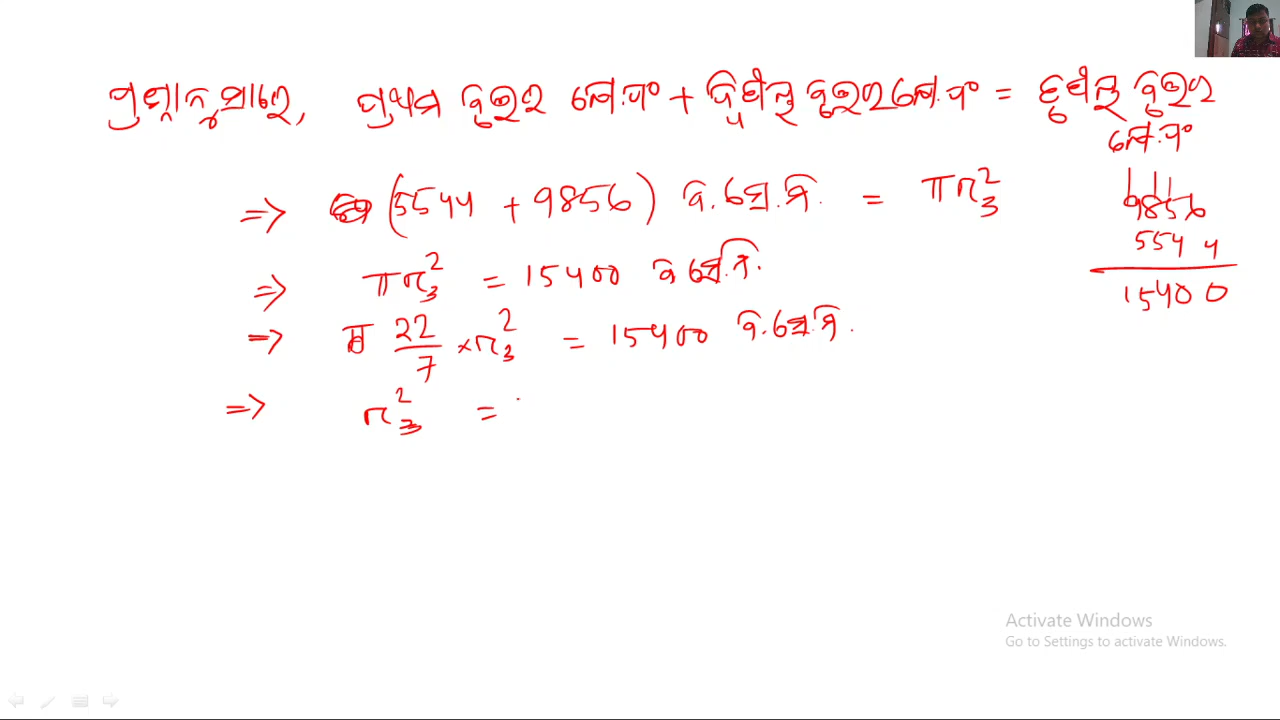 ପ୍ରଶ୍ନାନୁସାରେ, ପ୍ରଥମ ବୃତ୍ତର କ୍ଷେ.ଫଂ + ଦ୍ୱିତୀୟ ବୃତ୍ତର କ୍ଷେ.ଫଂ = ତୃତୀୟ ବୃତ୍ତର
କ୍ଷେ.ଫଂ
=> (5544 + 9856) ବ.ସେ.ମି. = πr₃²
=> πr₃² = 15400 ବ.ସେ.ମି.
=> 22/7 × r₃² = 15400 ବ.ସେ.ମି.
=> r₃² =
9856
5544
15400
Activate Windows
Go to Settings to activate Windows.